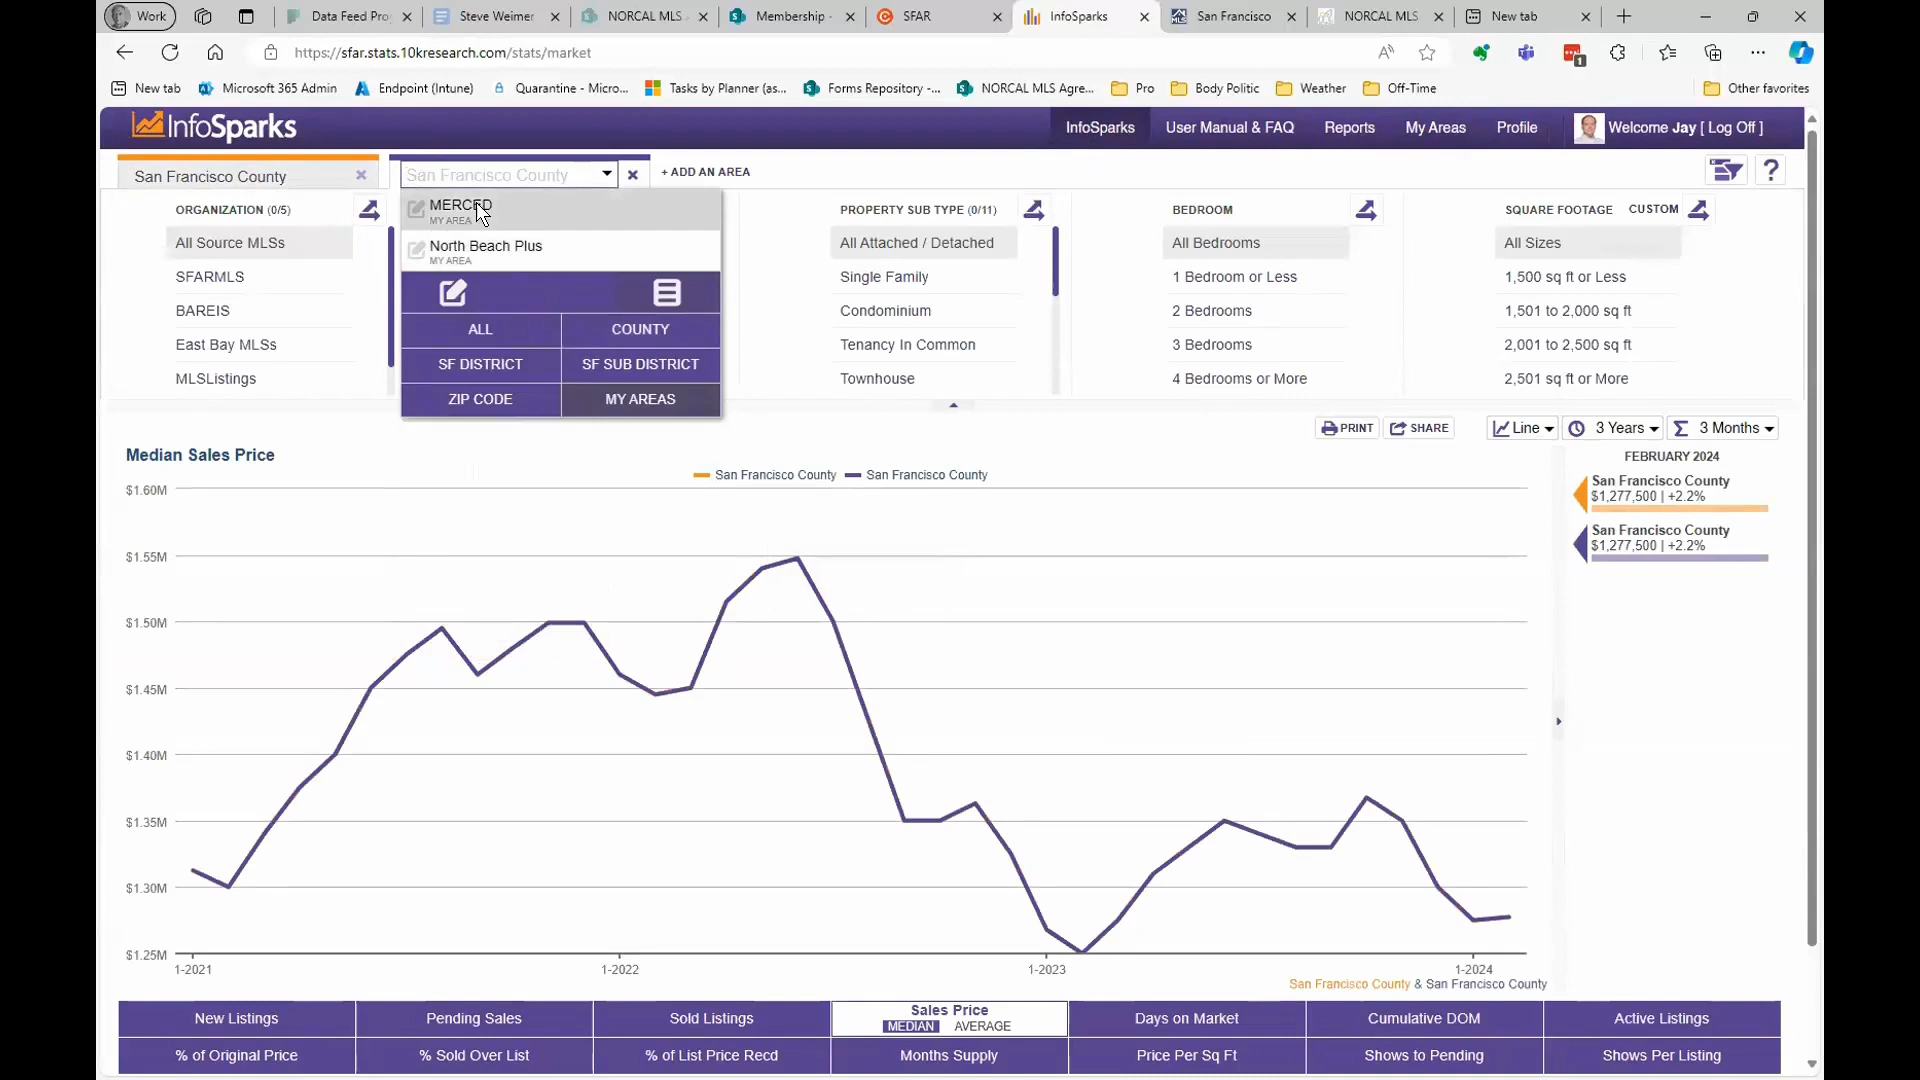 Work
Data Feed Pro
Steve Weimer
NORCAL MLS
Membership -
SFAR
InfoSparks
San Francisco
NORCAL MLS
New tab
https://sfar.stats.10kresearch.com/stats/market
1
New tab
Microsoft 365 Admin
Endpoint (Intune)
Quarantine - Micro...
Tasks by Planner (as...
Forms Repository -...
NORCAL MLS Agre...
Pro
Body Politic
Weather
Off-Time
Other favorites
InfoSparks
InfoSparks
User Manual & FAQ
Reports
My Areas
Profile
Welcome Jay [ Log Off ]
San Francisco County
San Francisco County
+ ADD AN AREA
?
ORGANIZATION (0/5)
All Source MLSs
SFARMLS
BAREIS
East Bay MLSs
MLSListings
MERCED
MY AREA
North Beach Plus
MY AREA
ALL
COUNTY
SF DISTRICT
SF SUB DISTRICT
ZIP CODE
MY AREAS
PROPERTY SUB TYPE (0/11)
All Attached / Detached
Single Family
Condominium
Tenancy In Common
Townhouse
BEDROOM
All Bedrooms
1 Bedroom or Less
2 Bedrooms
3 Bedrooms
4 Bedrooms or More
SQUARE FOOTAGE
CUSTOM
All Sizes
1,500 sq ft or Less
1,501 to 2,000 sq ft
2,001 to 2,500 sq ft
2,501 sq ft or More
PRINT
SHARE
Line
3 Years
3 Months
Median Sales Price
San Francisco County
San Francisco County
FEBRUARY 2024
San Francisco County
$1,277,500 | +2.2%
San Francisco County
$1,277,500 | +2.2%
$1.60M
$1.55M
$1.50M
$1.45M
$1.40M
$1.35M
$1.30M
$1.25M
1-2021
1-2022
1-2023
1-2024
San Francisco County & San Francisco County
New Listings
Pending Sales
Sold Listings
Sales Price
MEDIAN
AVERAGE
Days on Market
Cumulative DOM
Active Listings
% of Original Price
% Sold Over List
% of List Price Recd
Months Supply
Price Per Sq Ft
Shows to Pending
Shows Per Listing